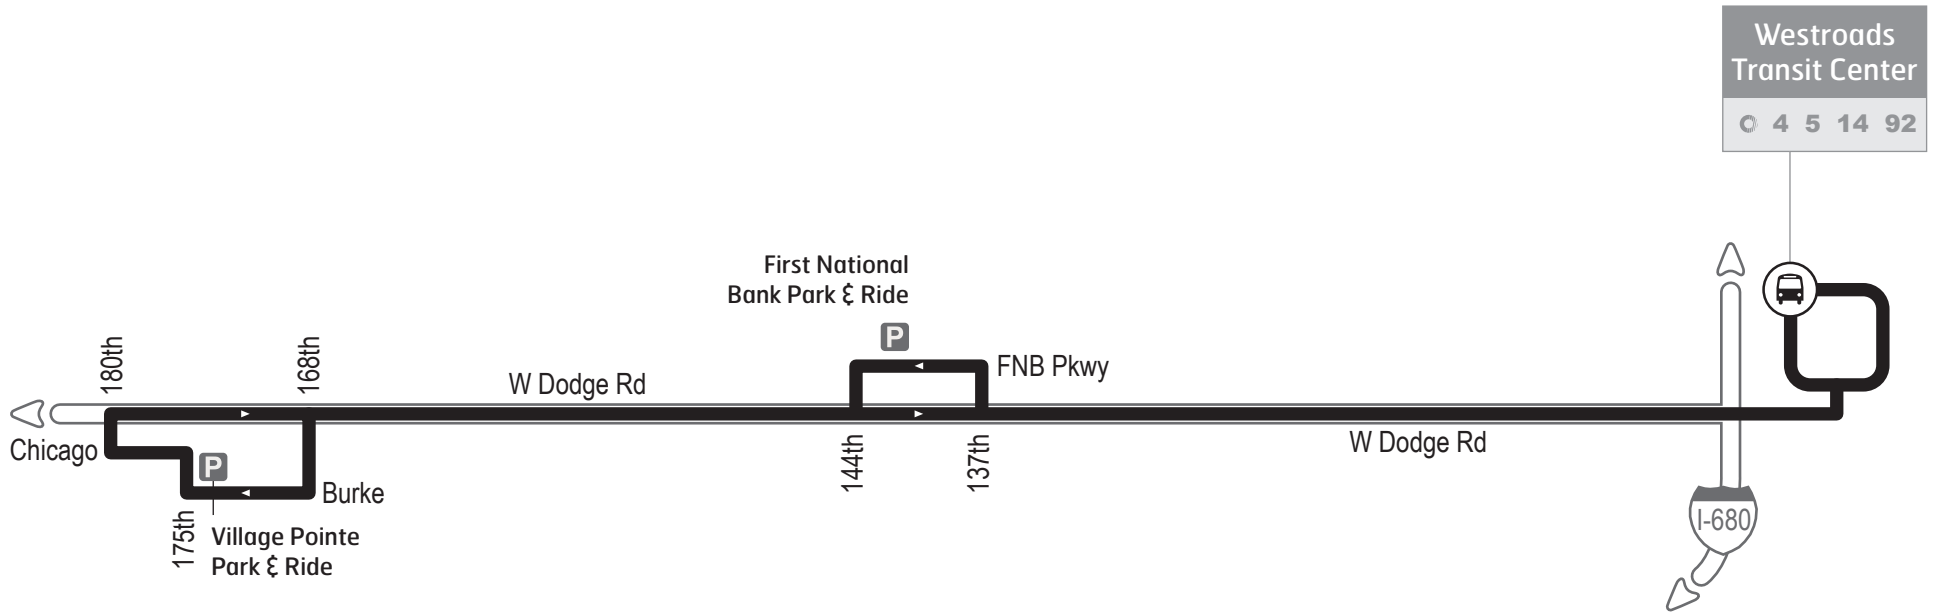 Westroads
Transit Center
4 5 14 92
First National
Bank Park & Ride
P
180th
168th
W Dodge Rd
FNB Pkwy
Chicago
P
Burke
144th
137th
W Dodge Rd
175th
Village Pointe
Park & Ride
I-680